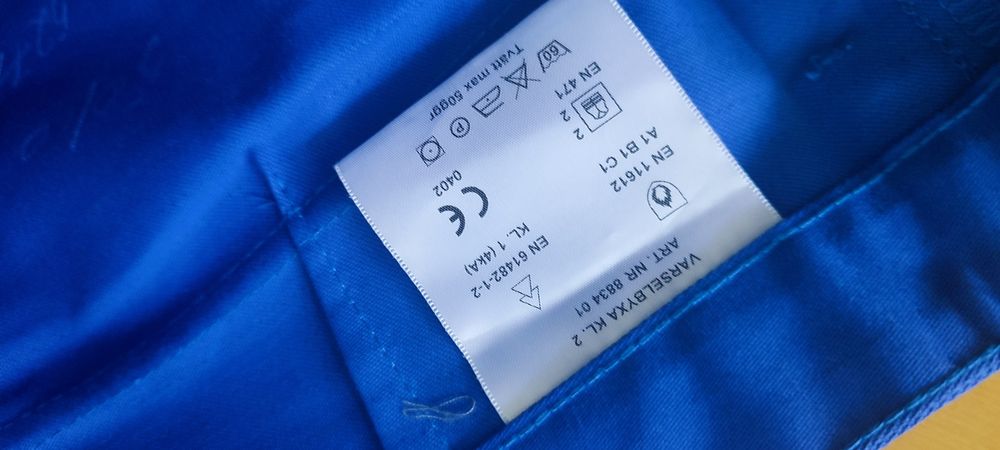 VARSELBYXA KL. 2
ART. NR 8834 01
EN 61482-1-2
KL. 1 (4KA)
CE
0402
EN 11612
A1 B1 C1
EN 471
2
2
60
P
Tvätt max 50ggr